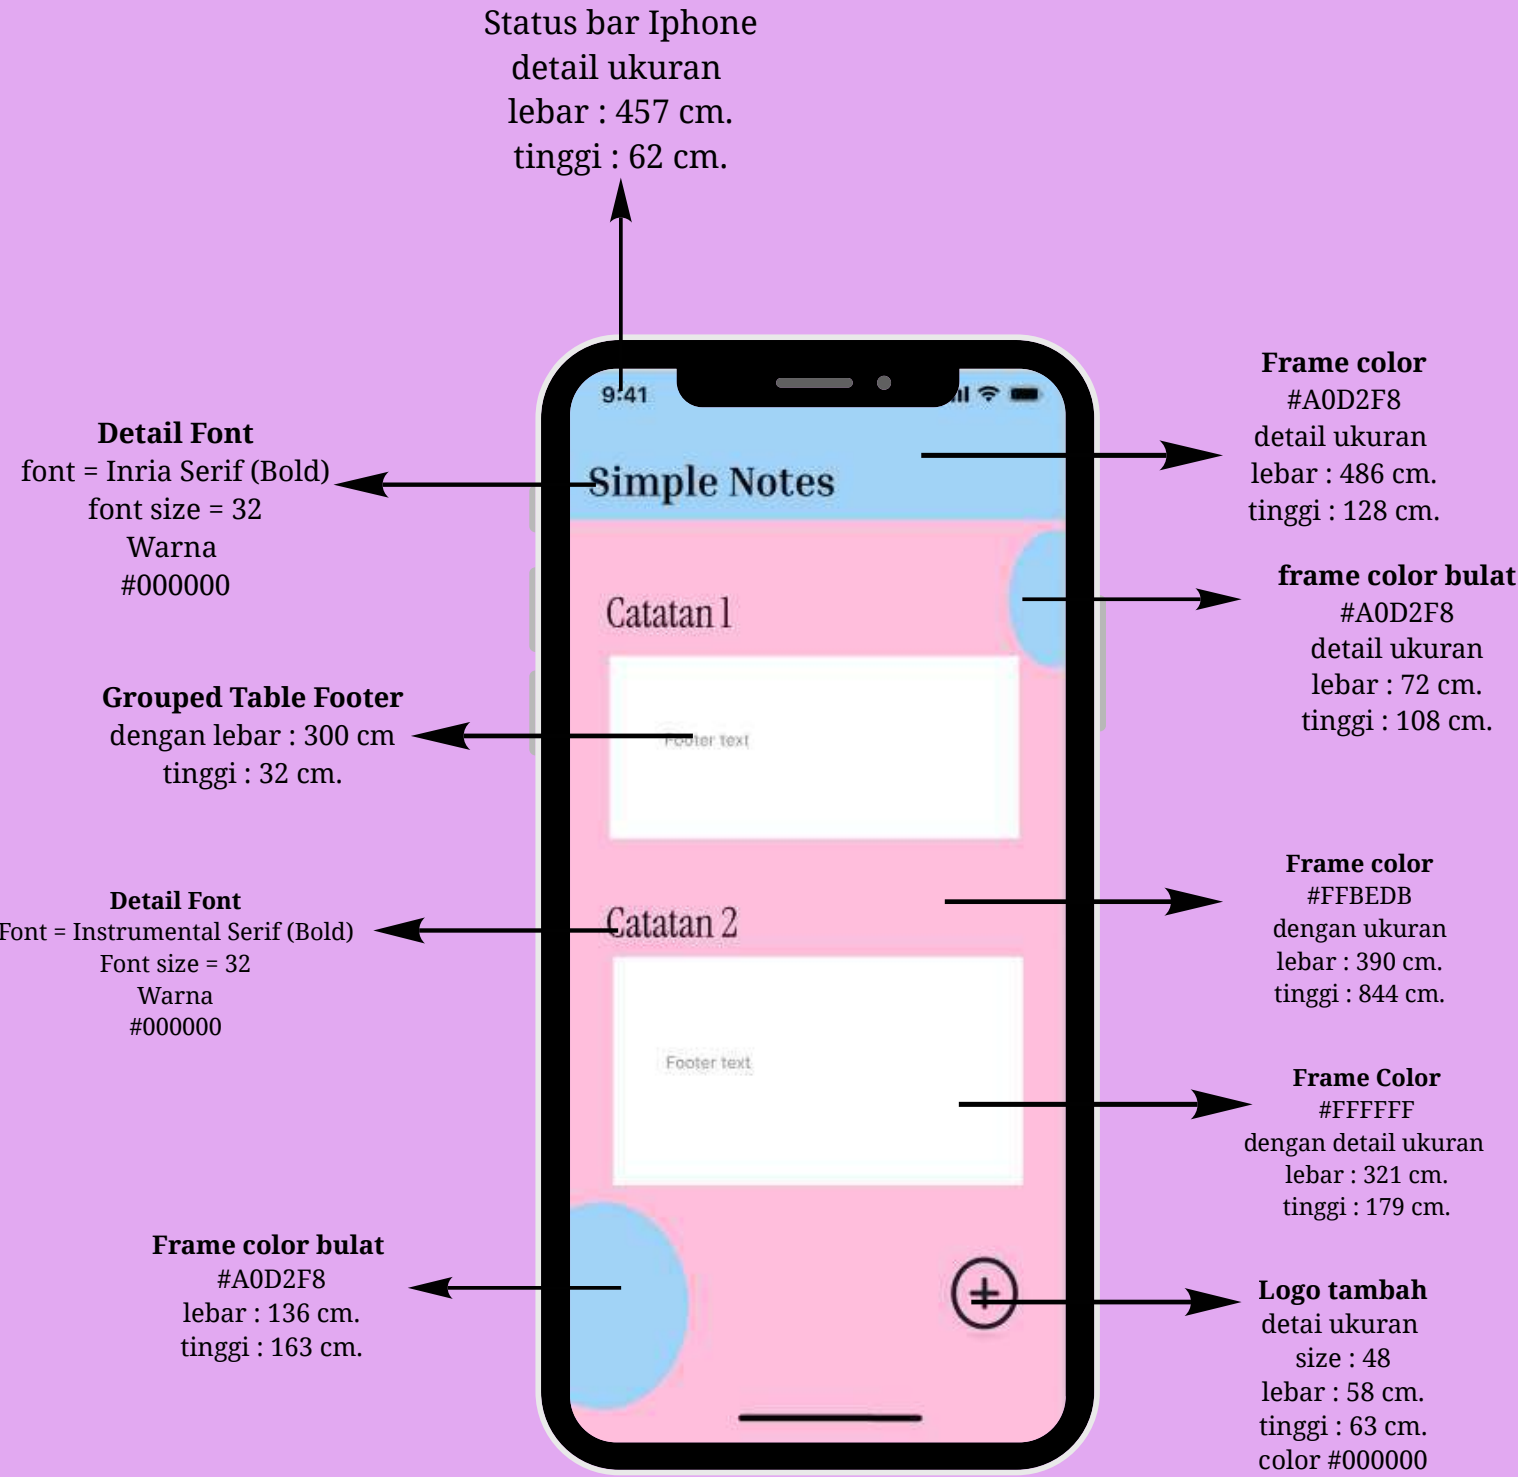 Status bar Iphone
detail ukuran
lebar : 457 cm.
tinggi : 62 cm.
Detail Font
font = Inria Serif (Bold)
font size = 32
Warna
#000000
Grouped Table Footer
dengan lebar : 300 cm
tinggi : 32 cm.
Detail Font
Font = Instrumental Serif (Bold)
Font size = 32
Warna
#000000
Frame color bulat
#A0D2F8
lebar : 136 cm.
tinggi : 163 cm.
9:41
Simple Notes
Catatan 1
Footer text
Catatan 2
Footer text
Frame color
#A0D2F8
detail ukuran
lebar : 486 cm.
tinggi : 128 cm.
frame color bulat
#A0D2F8
detail ukuran
lebar : 72 cm.
tinggi : 108 cm.
Frame color
#FFBEDB
dengan ukuran
lebar : 390 cm.
tinggi : 844 cm.
Frame Color
#FFFFFF
dengan detail ukuran
lebar : 321 cm.
tinggi : 179 cm.
Logo tambah
detai ukuran
size : 48
lebar : 58 cm.
tinggi : 63 cm.
color #000000